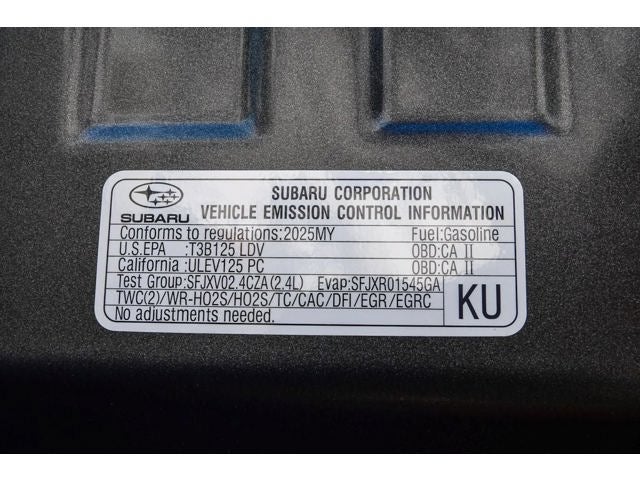 SUBARU CORPORATION
SUBARU VEHICLE EMISSION CONTROL INFORMATION
Conforms to regulations:2025MY Fuel:Gasoline
U.S.EPA :T3B125 LDV OBD:CA II
California :ULEV125 PC OBD:CA II
Test Group:SFJXV02.4CZA(2.4L) Evap:SFJXR01545GA
TWC(2)/WR-HO2S/HO2S/TC/CAC/DFI/EGR/EGRC
No adjustments needed.
KU